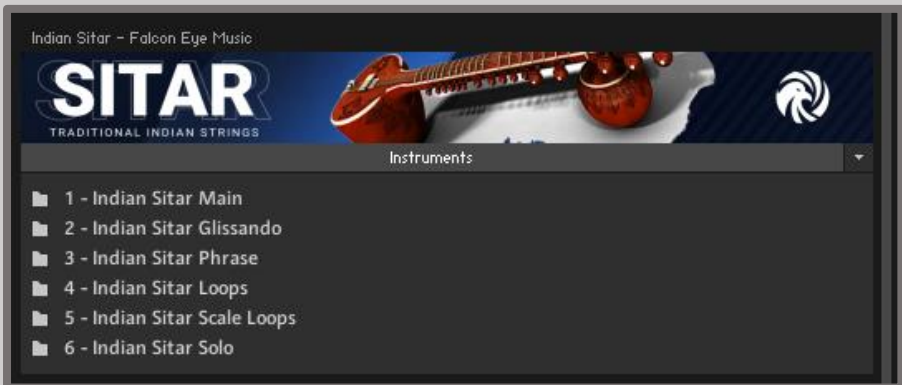 Indian Sitar - Falcon Eye Music
SITAR
TRADITIONAL INDIAN STRINGS
Instruments
1 - Indian Sitar Main
2 - Indian Sitar Glissando
3 - Indian Sitar Phrase
4 - Indian Sitar Loops
5 - Indian Sitar Scale Loops
6 - Indian Sitar Solo